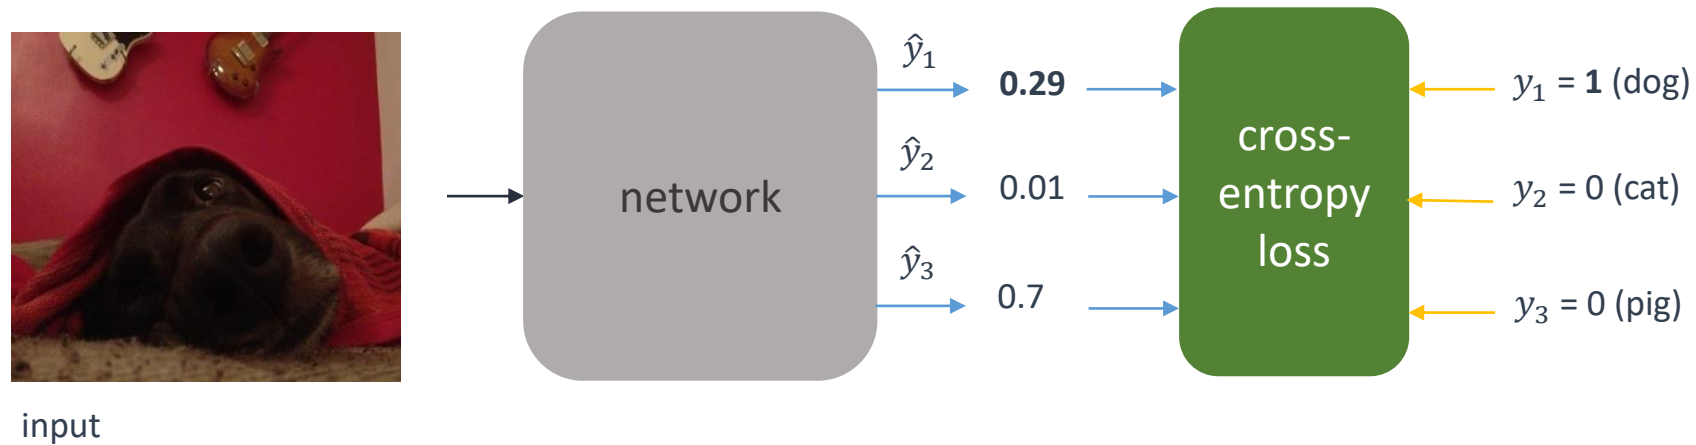 ŷ₁
0.29
y₁ = 1 (dog)
ŷ₂
0.01
y₂ = 0 (cat)
ŷ₃
0.7
y₃ = 0 (pig)
network
cross-
entropy
loss
input